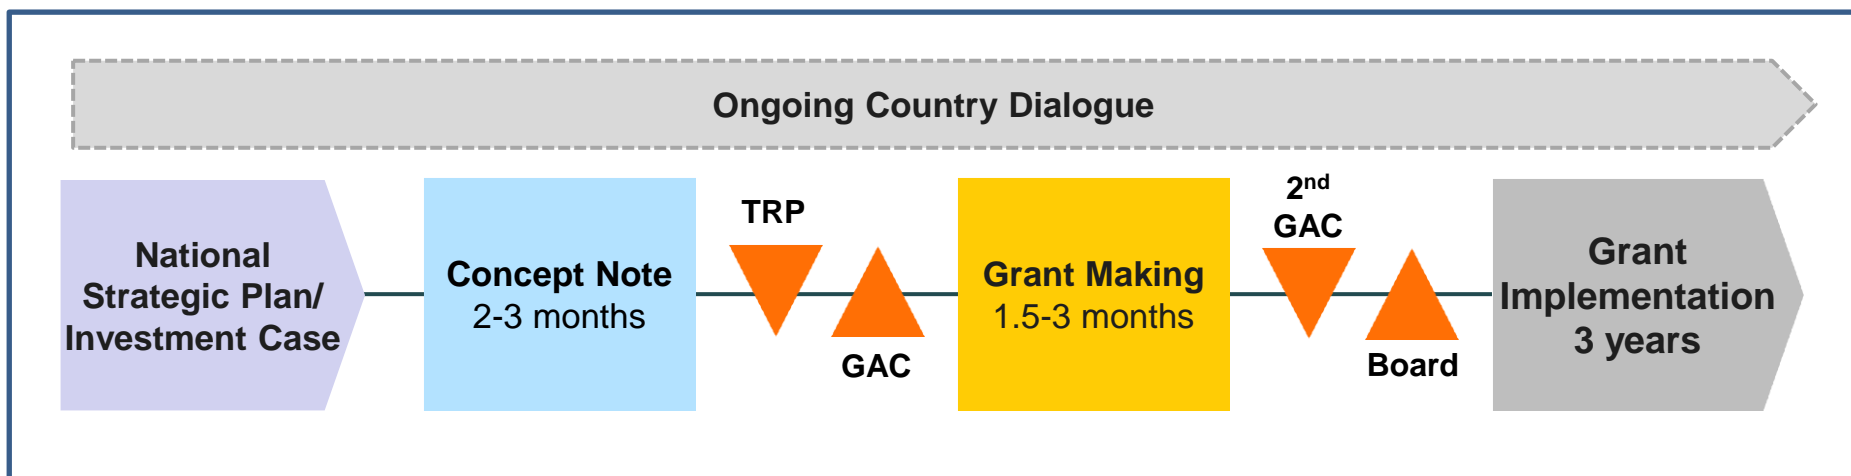 Ongoing Country Dialogue
National
Strategic Plan/
Investment Case
Concept Note
2-3 months
TRP
GAC
Grant Making
1.5-3 months
2nd
GAC
Board
Grant
Implementation
3 years